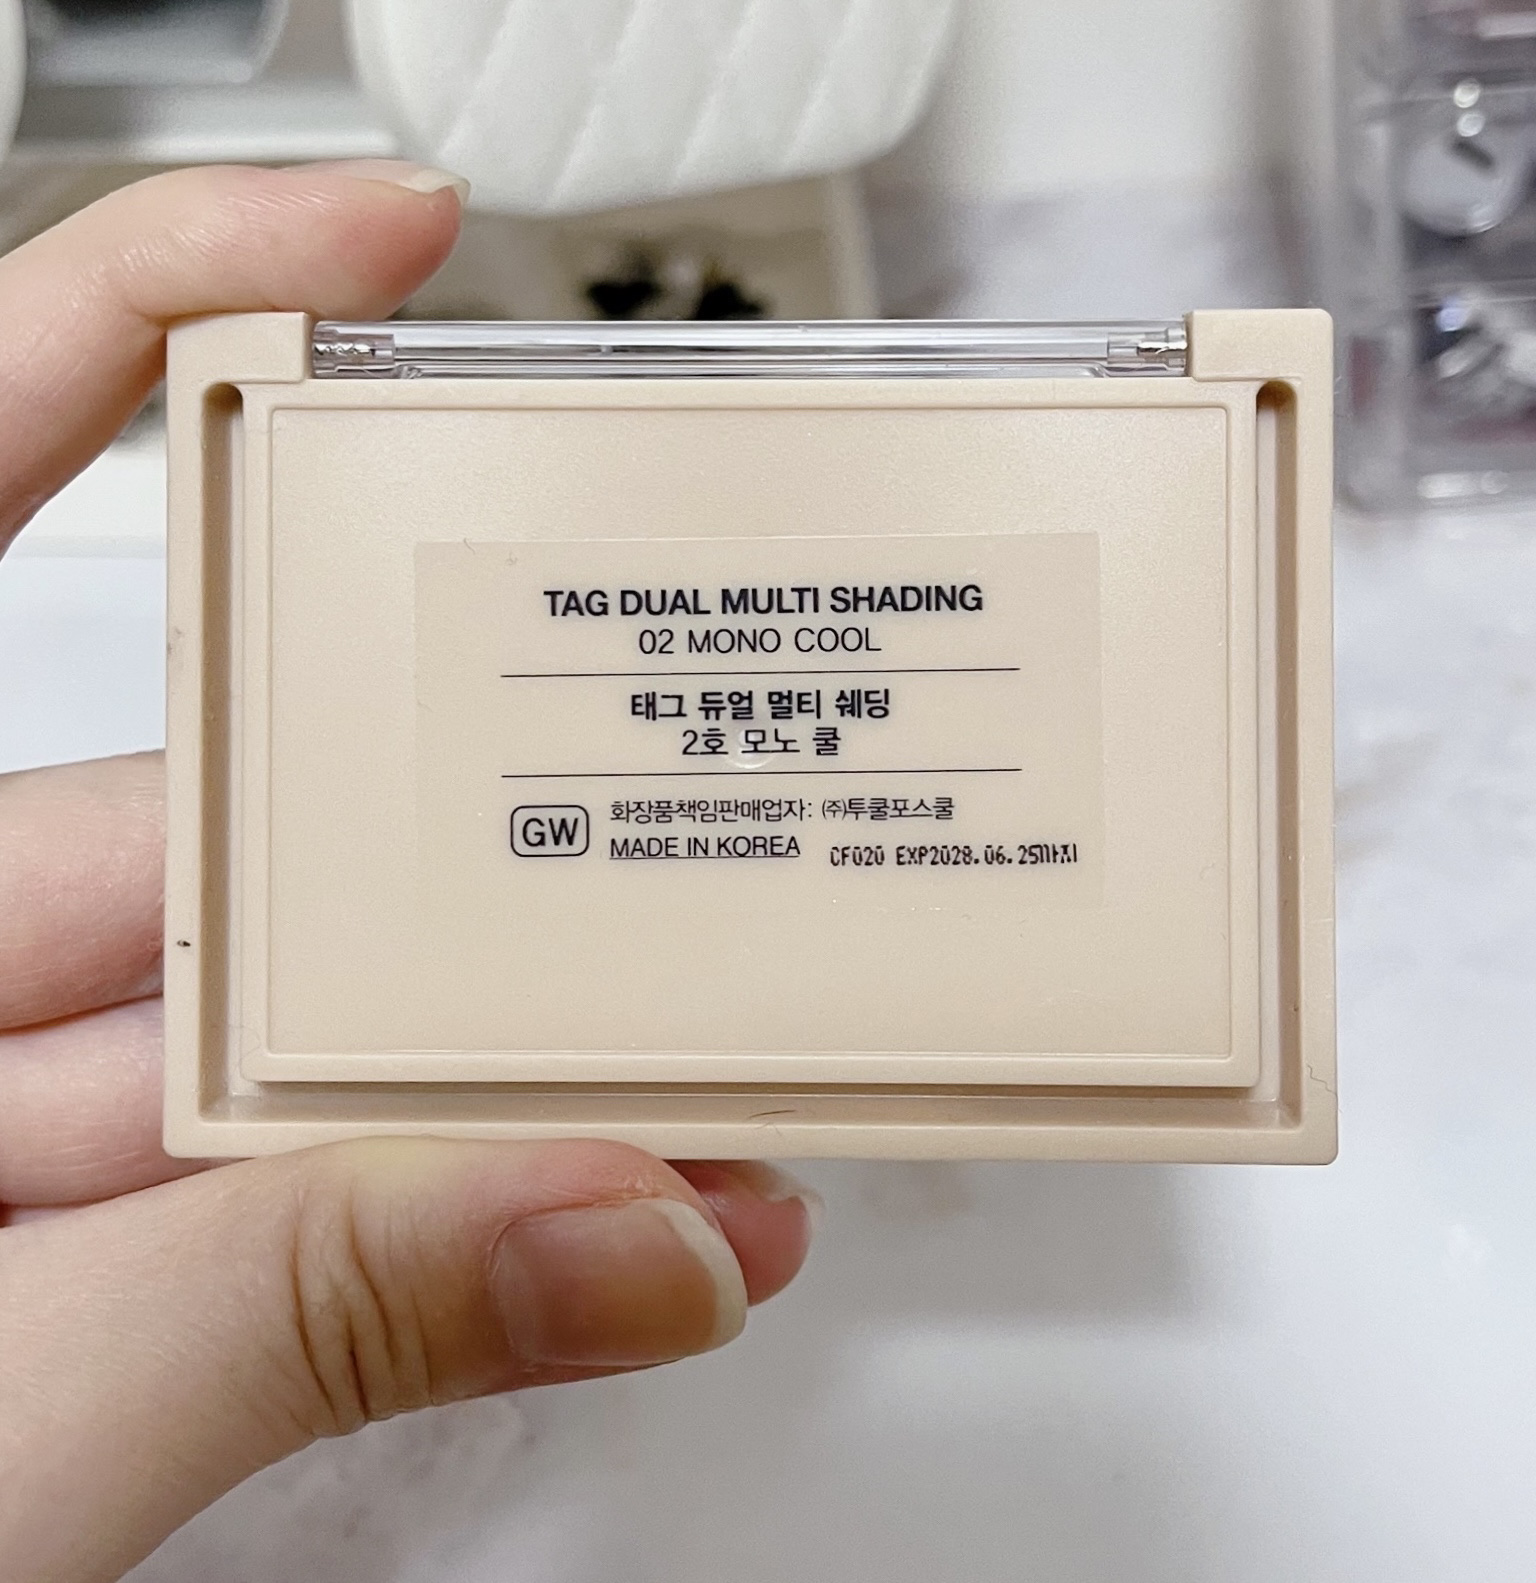 TAG DUAL MULTI SHADING
02 MONO COOL
태그 듀얼 멀티 쉐딩
2호 모노 쿨
GW
화장품책임판매업자: ㈜투쿨포스쿨
MADE IN KOREA
CF020 EXP2028.06.25까지